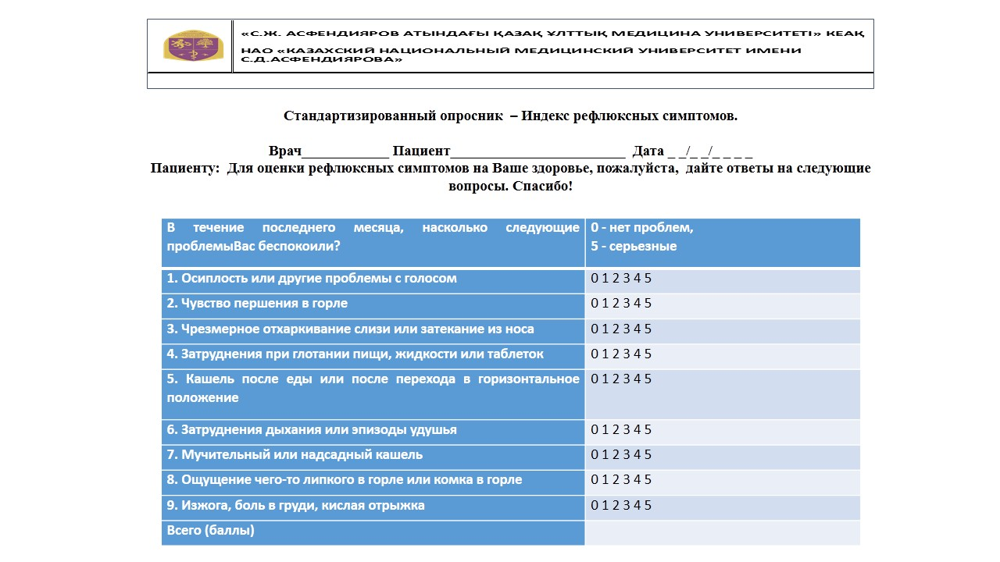 «С.Ж. АСФЕНДИЯРОВ АТЫНДАҒЫ ҚАЗАҚ ҰЛТТЫҚ МЕДИЦИНА УНИВЕРСИТЕТІ» КЕАҚ
НАО «КАЗАХСКИЙ НАЦИОНАЛЬНЫЙ МЕДИЦИНСКИЙ УНИВЕРСИТЕТ ИМЕНИ
С.Д.АСФЕНДИЯРОВА»
Стандартизированный опросник – Индекс рефлюксных симптомов.
Врач____________ Пациент________________________ Дата _ _/_ _/_ _ _ _
Пациенту: Для оценки рефлюксных симптомов на Ваше здоровье, пожалуйста, дайте ответы на следующие
вопросы. Спасибо!
В течение последнего месяца, насколько следующие
проблемыВас беспокоили?
0 - нет проблем,
5 - серьезные
1. Осиплость или другие проблемы с голосом
0 1 2 3 4 5
2. Чувство першения в горле
0 1 2 3 4 5
3. Чрезмерное отхаркивание слизи или затекание из носа
0 1 2 3 4 5
4. Затруднения при глотании пищи, жидкости или таблеток
0 1 2 3 4 5
5. Кашель после еды или после перехода в горизонтальное
положение
0 1 2 3 4 5
6. Затруднения дыхания или эпизоды удушья
0 1 2 3 4 5
7. Мучительный или надсадный кашель
0 1 2 3 4 5
8. Ощущение чего-то липкого в горле или комка в горле
0 1 2 3 4 5
9. Изжога, боль в груди, кислая отрыжка
0 1 2 3 4 5
Всего (баллы)